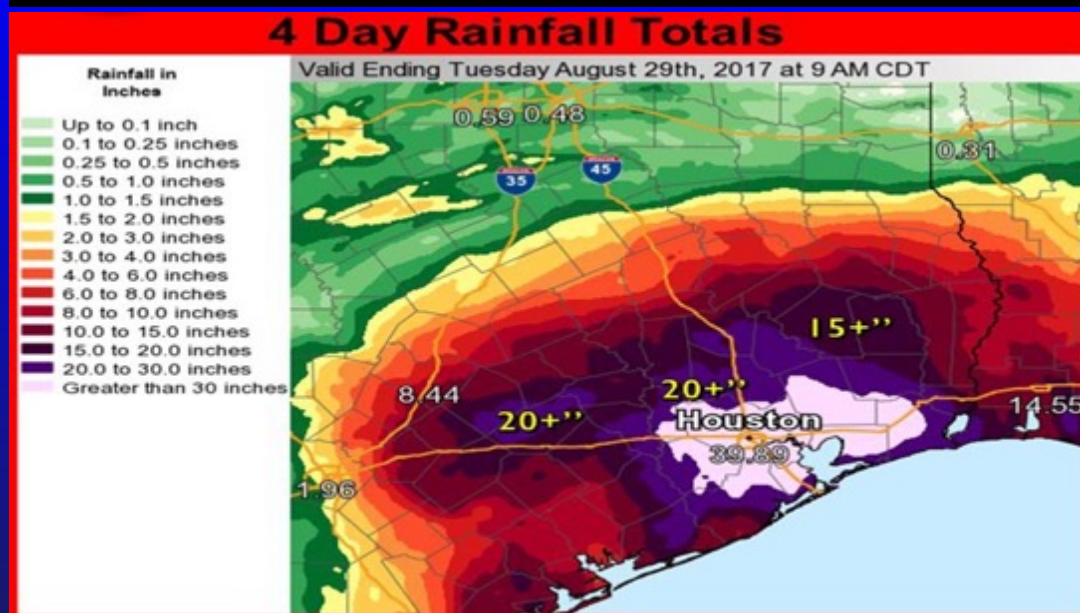 4 Day Rainfall Totals
Rainfall in
Inches
Valid Ending Tuesday August 29th, 2017 at 9 AM CDT
Up to 0.1 inch
0.1 to 0.25 inches
0.25 to 0.5 inches
0.5 to 1.0 inches
1.0 to 1.5 inches
1.5 to 2.0 inches
2.0 to 3.0 inches
3.0 to 4.0 inches
4.0 to 6.0 inches
6.0 to 8.0 inches
8.0 to 10.0 inches
10.0 to 15.0 inches
15.0 to 20.0 inches
20.0 to 30.0 inches
Greater than 30 inches
0.59 0.48
0.31
35
45
15+”
8.44
20+”
20+”
Houston
14.55
39.89
1.96